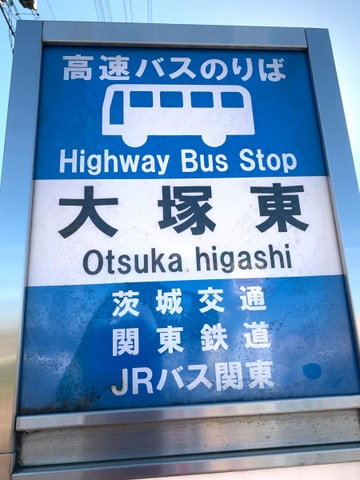 高速バスのりば
Highway Bus Stop
大塚東
Otsuka higashi
茨城交通
関東鉄道
JRバス関東